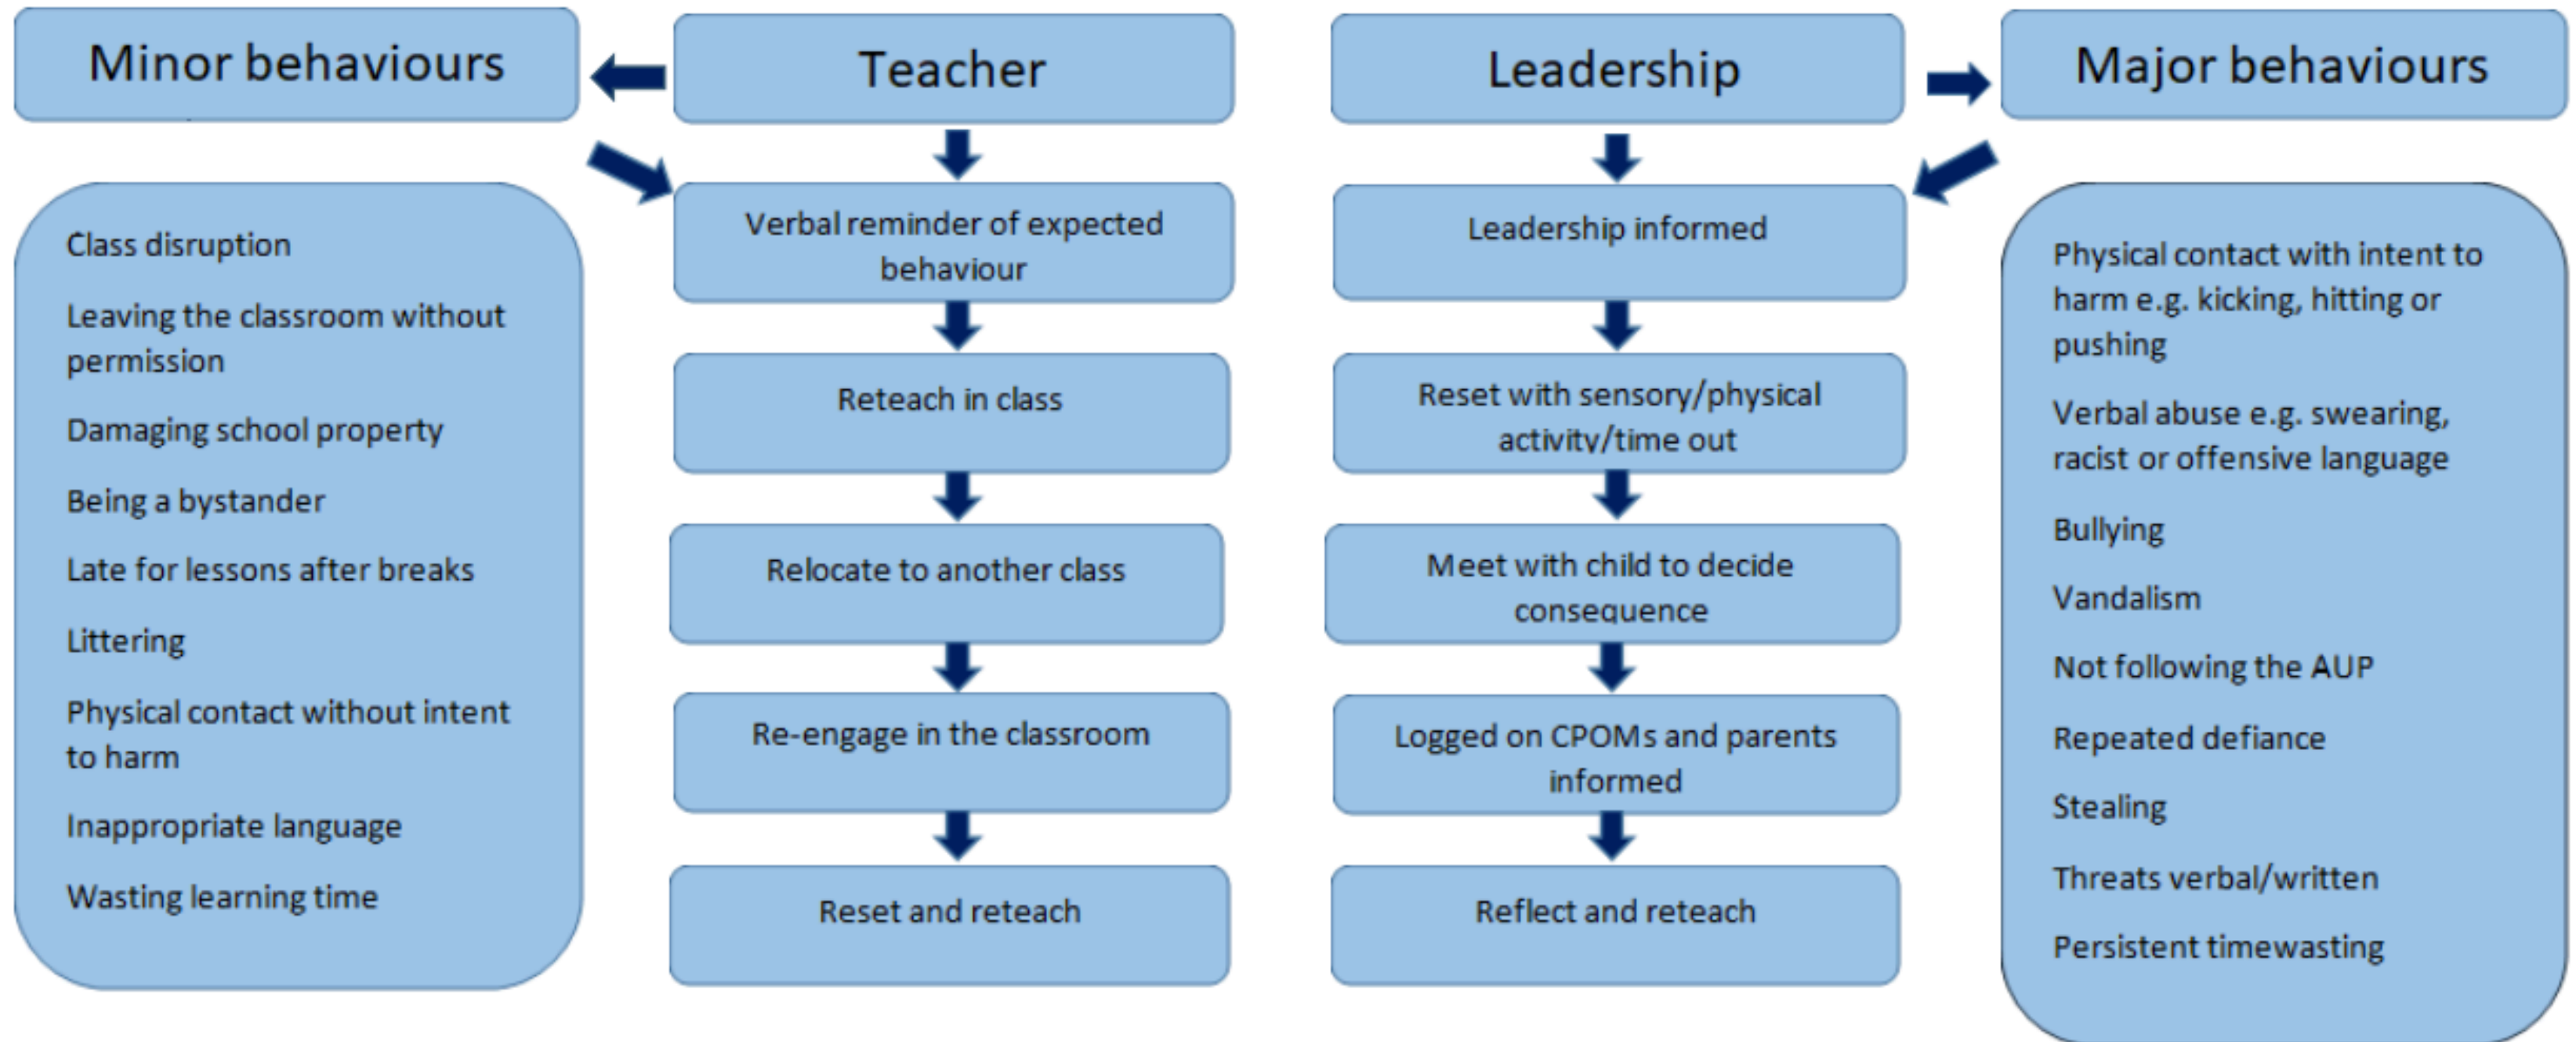 Minor behaviours
Class disruption
Leaving the classroom without
permission
Damaging school property
Being a bystander
Late for lessons after breaks
Littering
Physical contact without intent
to harm
Inappropriate language
Wasting learning time
Teacher
Verbal reminder of expected
behaviour
Reteach in class
Relocate to another class
Re-engage in the classroom
Reset and reteach
Leadership
Leadership informed
Reset with sensory/physical
activity/time out
Meet with child to decide
consequence
Logged on CPOMs and parents
informed
Reflect and reteach
Major behaviours
Physical contact with intent to
harm e.g. kicking, hitting or
pushing
Verbal abuse e.g. swearing,
racist or offensive language
Bullying
Vandalism
Not following the AUP
Repeated defiance
Stealing
Threats verbal/written
Persistent timewasting